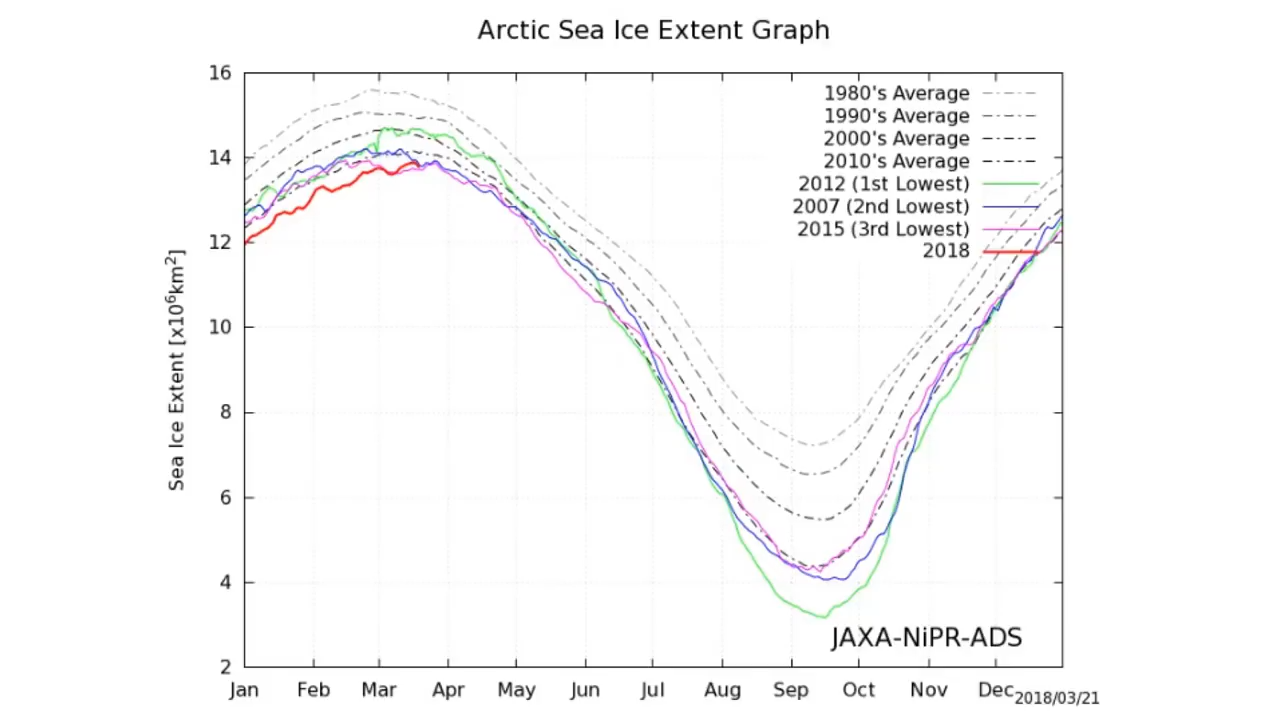 Arctic Sea Ice Extent Graph
16
14
12
10
8
6
4
2
Sea Ice Extent [x10⁶km²]
1980's Average
1990's Average
2000's Average
2010's Average
2012 (1st Lowest)
2007 (2nd Lowest)
2015 (3rd Lowest)
2018
JAXA-NiPR-ADS
Jan Feb Mar Apr May Jun Jul Aug Sep Oct Nov Dec
2018/03/21